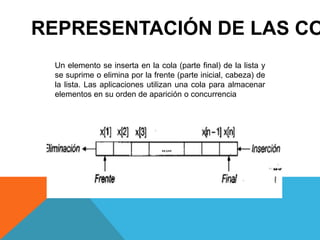 REPRESENTACIÓN DE LAS CO
Un elemento se inserta en la cola (parte final) de la lista y
se suprime o elimina por la frente (parte inicial, cabeza) de
la lista. Las aplicaciones utilizan una cola para almacenar
elementos en su orden de aparición o concurrencia
x[1] x[2] x[3] x[n-1] x[n]
Eliminación ... Inserción
Frente Final